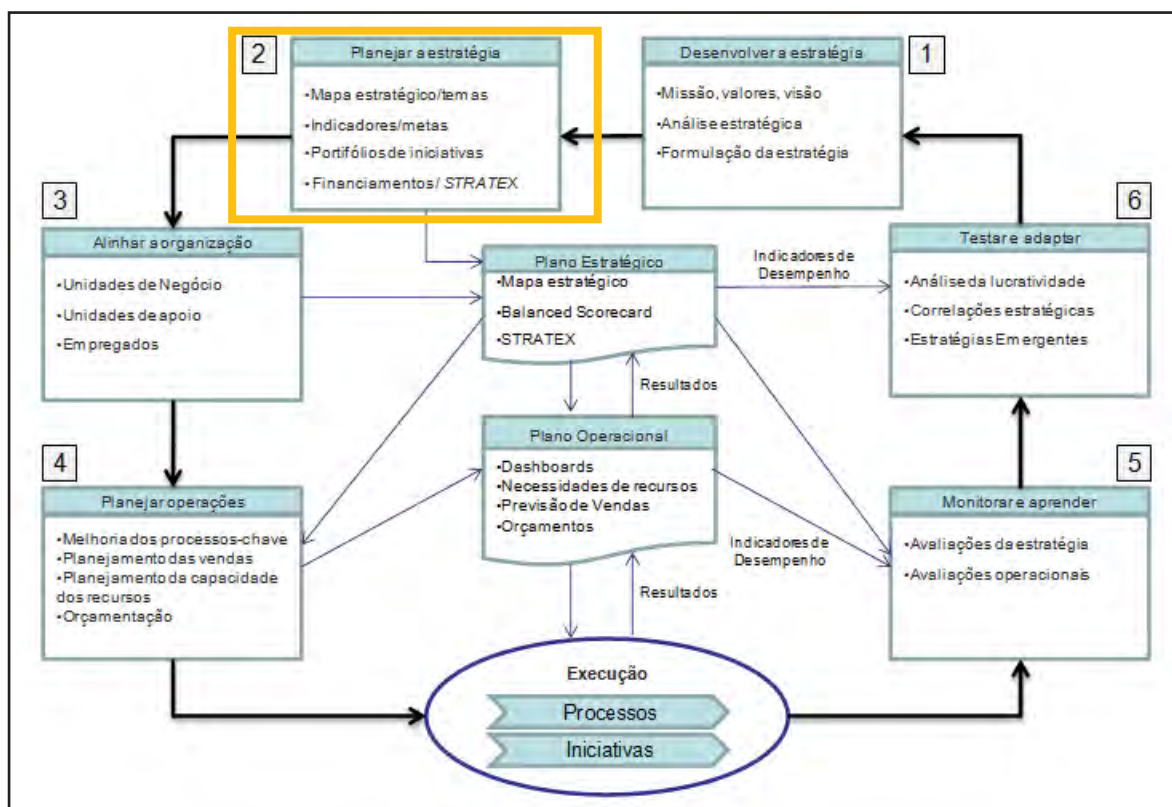 2
Planejar a estratégia
•Mapa estratégico/temas
•Indicadores/metas
•Portifólios de iniciativas
•Financiamentos / STRATEX
Desenvolver a estratégia
1
•Missão, valores, visão
•Análise estratégica
•Formulação da estratégia
3
Alinhar a organização
•Unidades de Negócio
•Unidades de apoio
•Empregados
Plano Estratégico
•Mapa estratégico
•Balanced Scorecard
•STRATEX
Indicadores de
Desempenho
6
Testar e adaptar
•Análise da lucratividade
•Correlações estratégicas
•Estratégias Emergentes
Resultados
4
Planejar operações
•Melhoria dos processos-chave
•Planejamento das vendas
•Planejamento da capacidade
dos recursos
•Orçamentação
Plano Operacional
•Dashboards
•Necessidades de recursos
•Previsão de Vendas
•Orçamentos
Indicadores de
Desempenho
5
Monitorar e aprender
•Avaliações da estratégia
•Avaliações operacionais
Resultados
Execução
Processos
Iniciativas